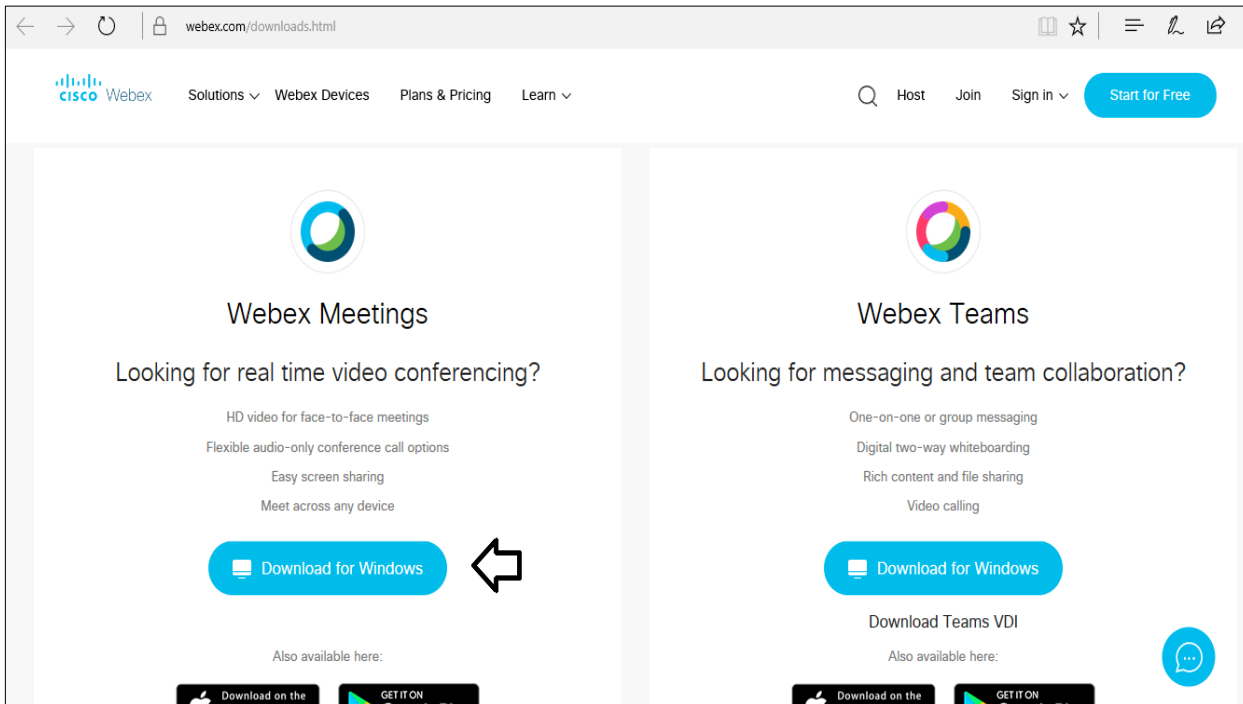 webex.com/downloads.html
CISCO Webex Solutions Webex Devices Plans & Pricing Learn Host Join Sign in Start for Free
Webex Meetings
Looking for real time video conferencing?
HD video for face-to-face meetings
Flexible audio-only conference call options
Easy screen sharing
Meet across any device
Download for Windows
Also available here:
Download on the
GET IT ON
Webex Teams
Looking for messaging and team collaboration?
One-on-one or group messaging
Digital two-way whiteboarding
Rich content and file sharing
Video calling
Download for Windows
Download Teams VDI
Also available here:
Download on the
GET IT ON